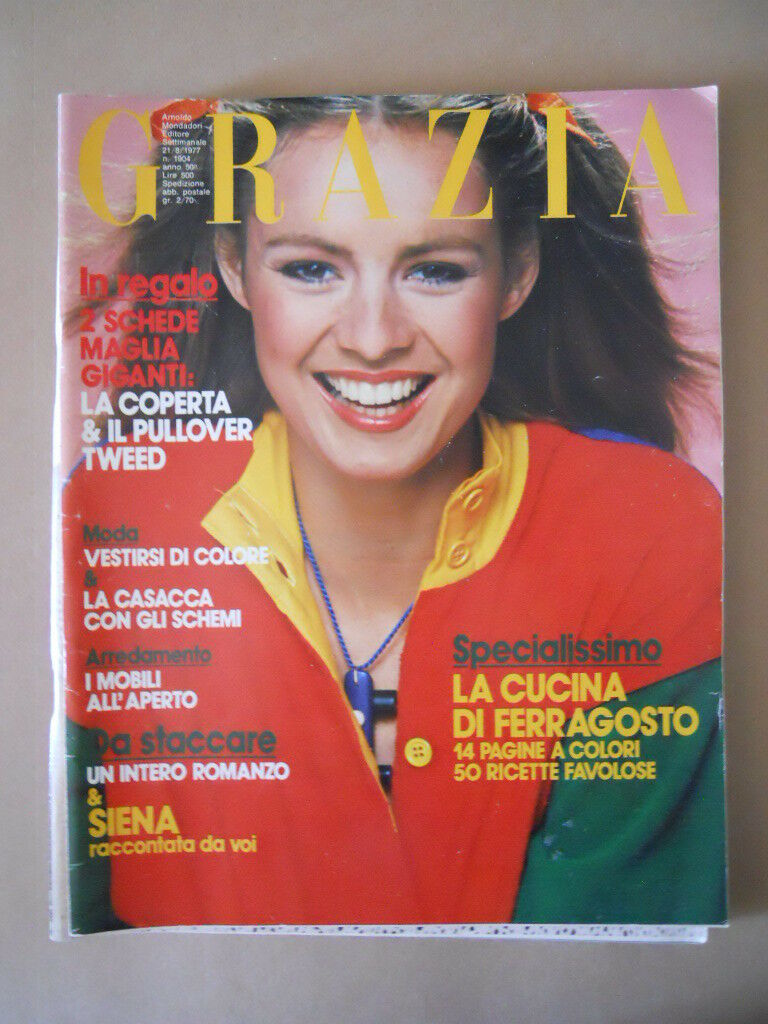 GRAZIA
Arnoldo
Mondadori
Editore
Settimanale
21/8/1977
n. 1904
anno 50º
Lire 500
Spedizione
abb. postale
gr. 2/70
In regalo
2 SCHEDE
MAGLIA
GIGANTI:
LA COPERTA
& IL PULLOVER
TWEED
Moda
VESTIRSI DI COLORE
&
LA CASACCA
CON GLI SCHEMI
Arredamento
I MOBILI
ALL'APERTO
Da staccare
UN INTERO ROMANZO
&
SIENA
raccontata da voi
Specialissimo
LA CUCINA
DI FERRAGOSTO
14 PAGINE A COLORI
50 RICETTE FAVOLOSE